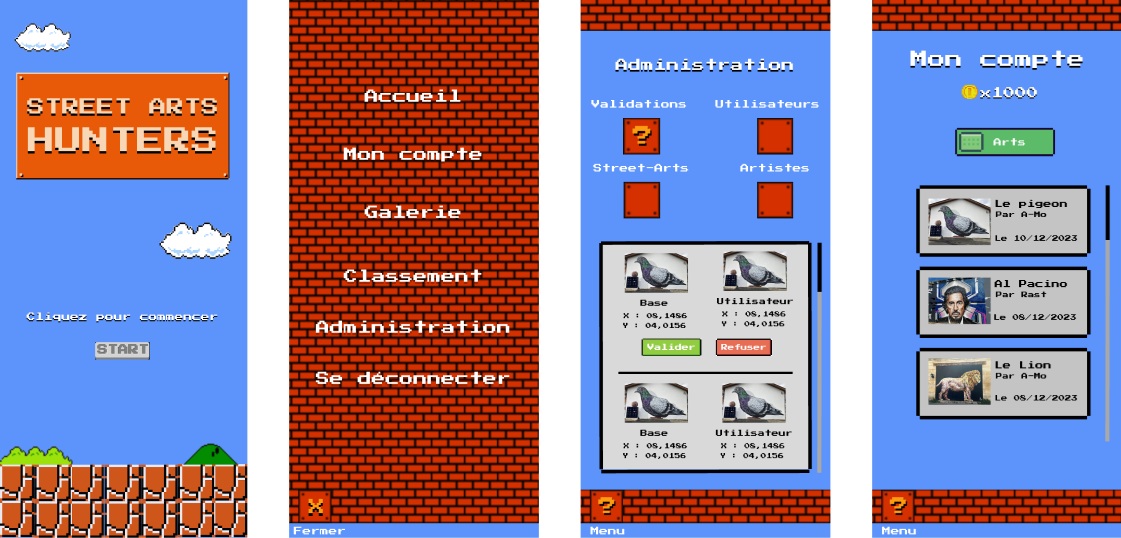 STREET ARTS
HUNTERS
Cliquez pour commencer
START
Accueil
Mon compte
Galerie
Classement
Administration
Se déconnecter
X
Fermer
Administration
Validations Utilisateurs
?
Street-Arts Artistes
Base Utilisateur
X : 08,1486 X : 08,1486
Y : 04,0156 Y : 04,0156
Valider Refuser
Base Utilisateur
X : 08,1486 X : 08,1486
Y : 04,0156 Y : 04,0156
?
Menu
Mon compte
x1000
Arts
Le pigeon
Par A-Mo
Le 10/12/2023
Al Pacino
Par Rast
Le 08/12/2023
Le Lion
Par A-Mo
Le 08/12/2023
?
Menu